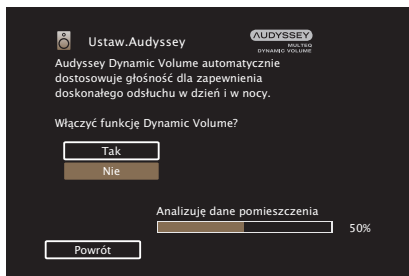 Ustaw.Audyssey
AUDYSSEY
MULTEQ
DYNAMIC VOLUME
Audyssey Dynamic Volume automatycznie
dostosowuje głośność dla zapewnienia
doskonałego odsłuchu w dzień i w nocy.
Włączyć funkcję Dynamic Volume?
Tak
Nie
Analizuję dane pomieszczenia
50%
Powrót